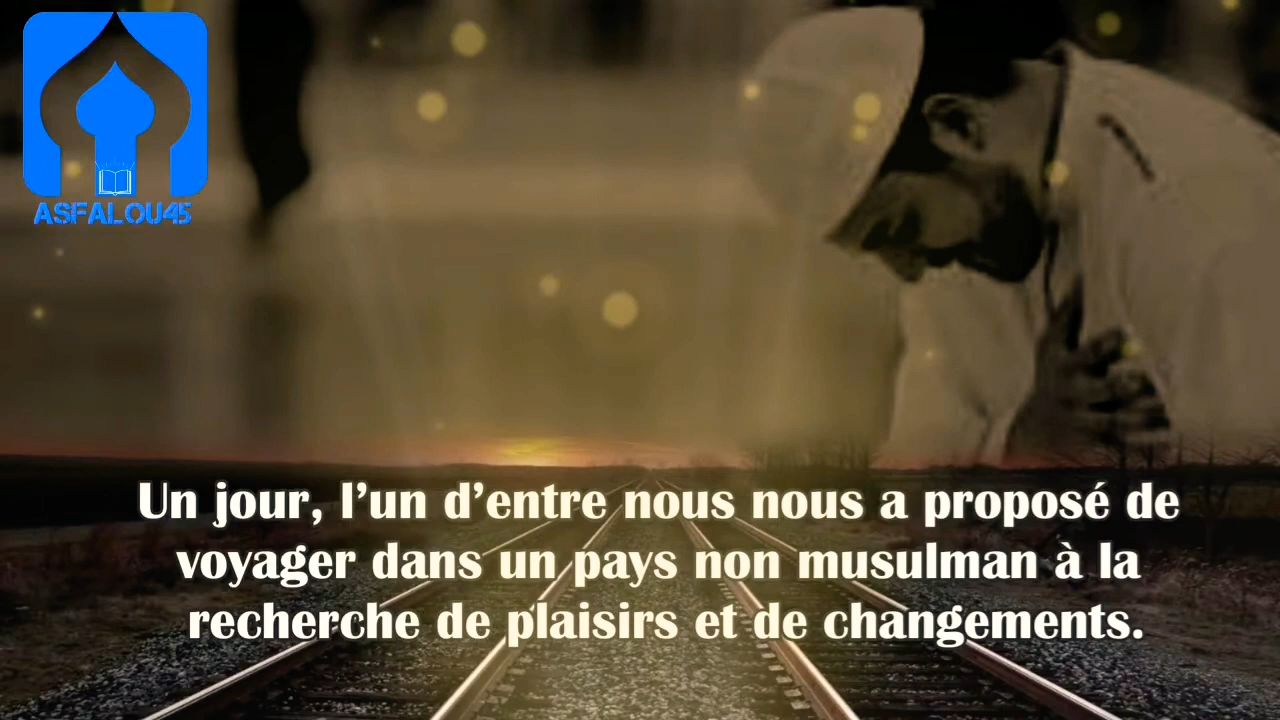 ASFALOU45
Un jour, l’un d’entre nous nous a proposé de
voyager dans un pays non musulman à la
recherche de plaisirs et de changements.